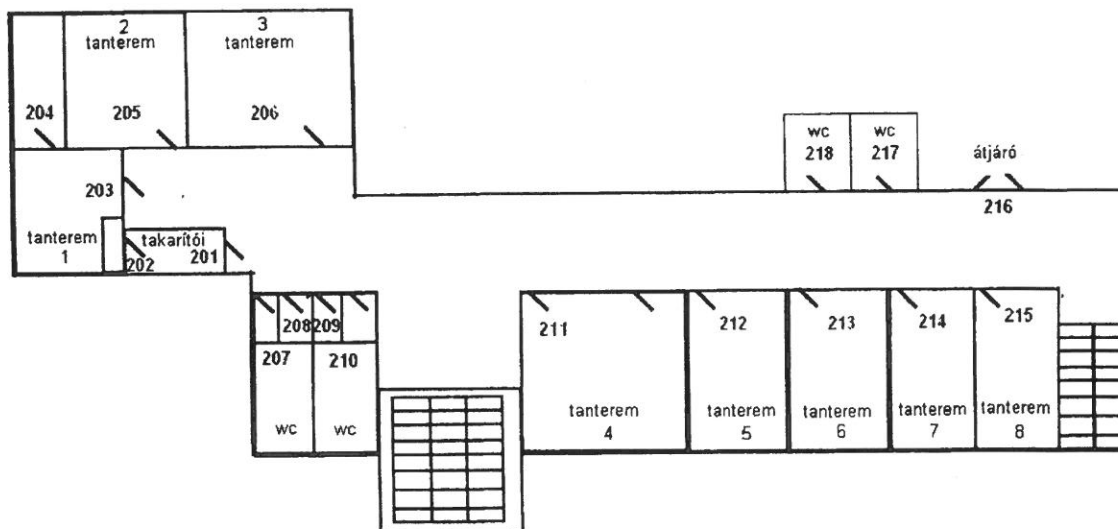 2
tanterem
3
tanterem
204
205
206
wc
218
wc
217
átjáró
216
203
tanterem
1
takarítói
201
202
208
209
207
210
wc
wc
211
212
213
214
215
tanterem
4
tanterem
5
tanterem
6
tanterem
7
tanterem
8